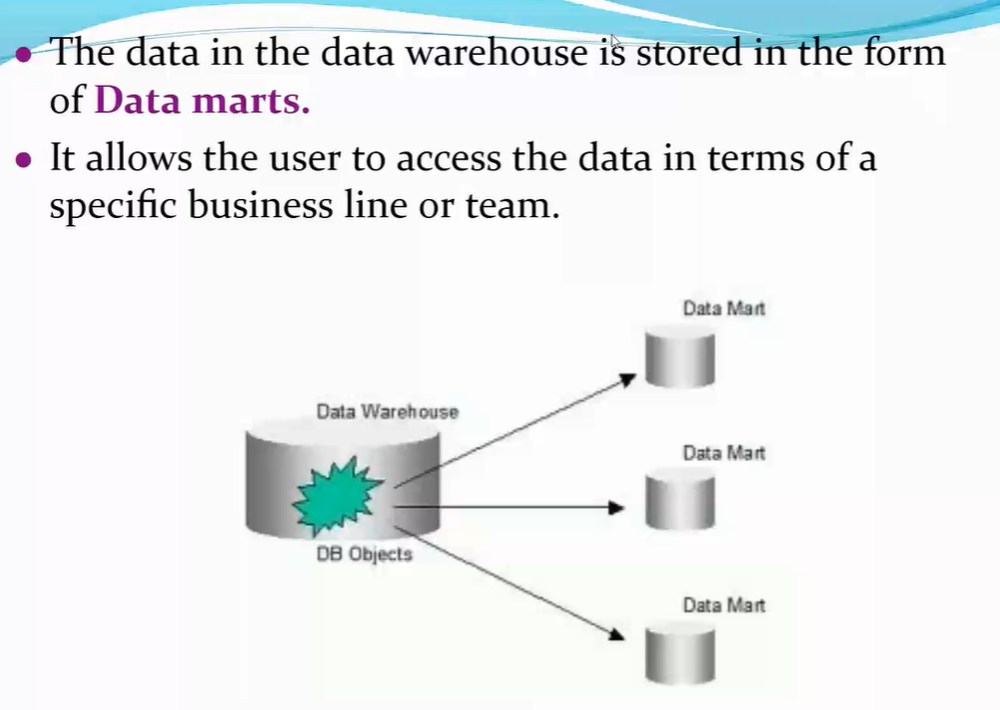 The data in the data warehouse is stored in the form
of Data marts.
It allows the user to access the data in terms of a
specific business line or team.
Data Mart
Data Warehouse
Data Mart
DB Objects
Data Mart